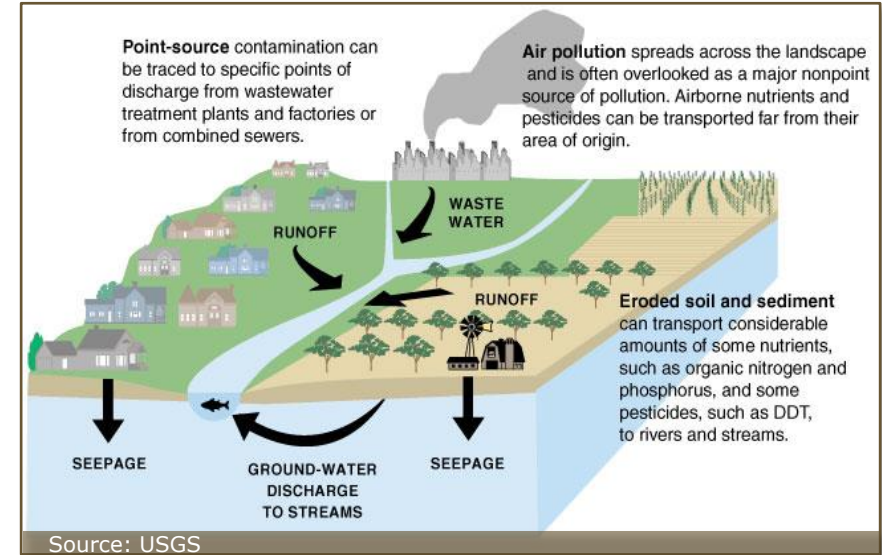 Point-source contamination can
be traced to specific points of
discharge from wastewater
treatment plants and factories or
from combined sewers.
Air pollution spreads across the landscape
and is often overlooked as a major nonpoint
source of pollution. Airborne nutrients and
pesticides can be transported far from their
area of origin.
WASTE
WATER
RUNOFF
RUNOFF
Eroded soil and sediment
can transport considerable
amounts of some nutrients,
such as organic nitrogen and
phosphorus, and some
pesticides, such as DDT,
to rivers and streams.
SEEPAGE
GROUND-WATER
DISCHARGE
TO STREAMS
SEEPAGE
Source: USGS